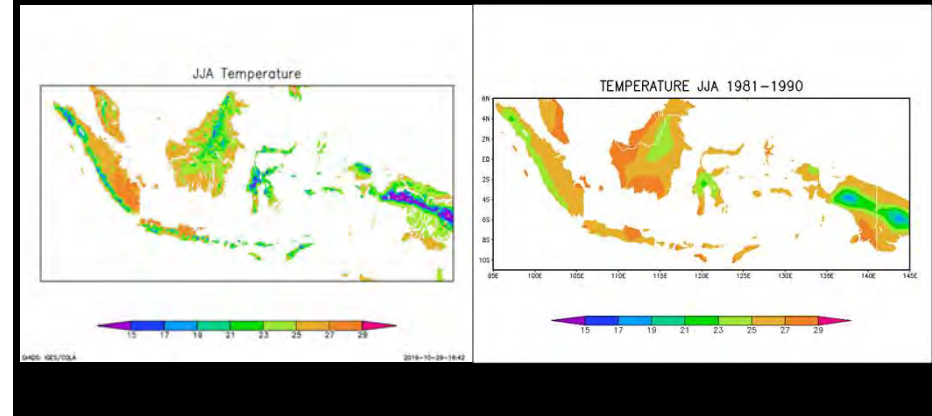 JJA Temperature
15 17 19 21 23 25 27 29
GrADS: IGES/COLA
2019-10-29-16:42
TEMPERATURE JJA 1981-1990
6N
4N
2N
EQ
2S
4S
6S
8S
10S
95E 100E 105E 110E 115E 120E 125E 130E 135E 140E 145E
15 17 19 21 23 25 27 29